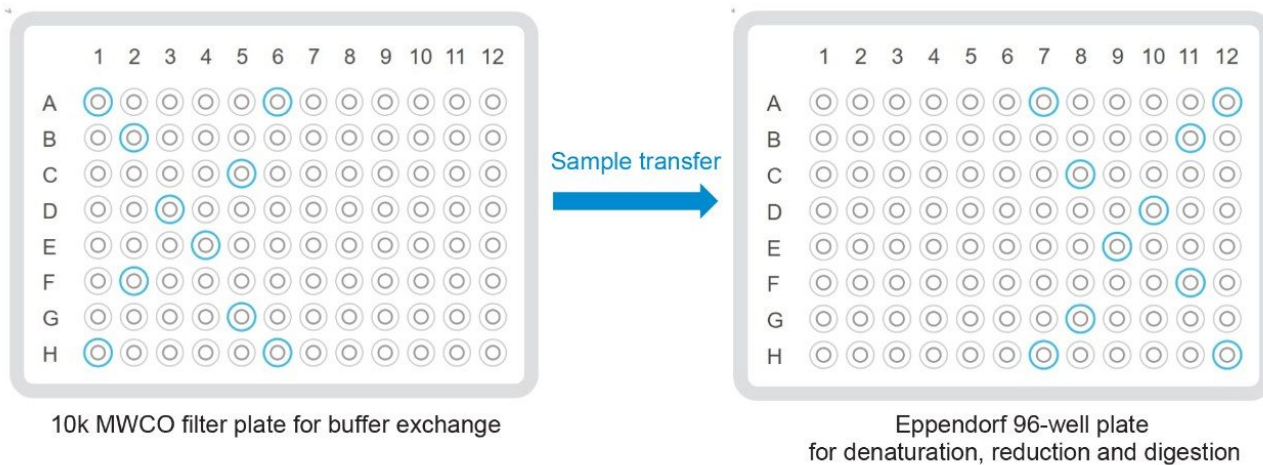 1 2 3 4 5 6 7 8 9 10 11 12
A
B
C
D
E
F
G
H
10k MWCO filter plate for buffer exchange
Sample transfer
1 2 3 4 5 6 7 8 9 10 11 12
A
B
C
D
E
F
G
H
Eppendorf 96-well plate
for denaturation, reduction and digestion